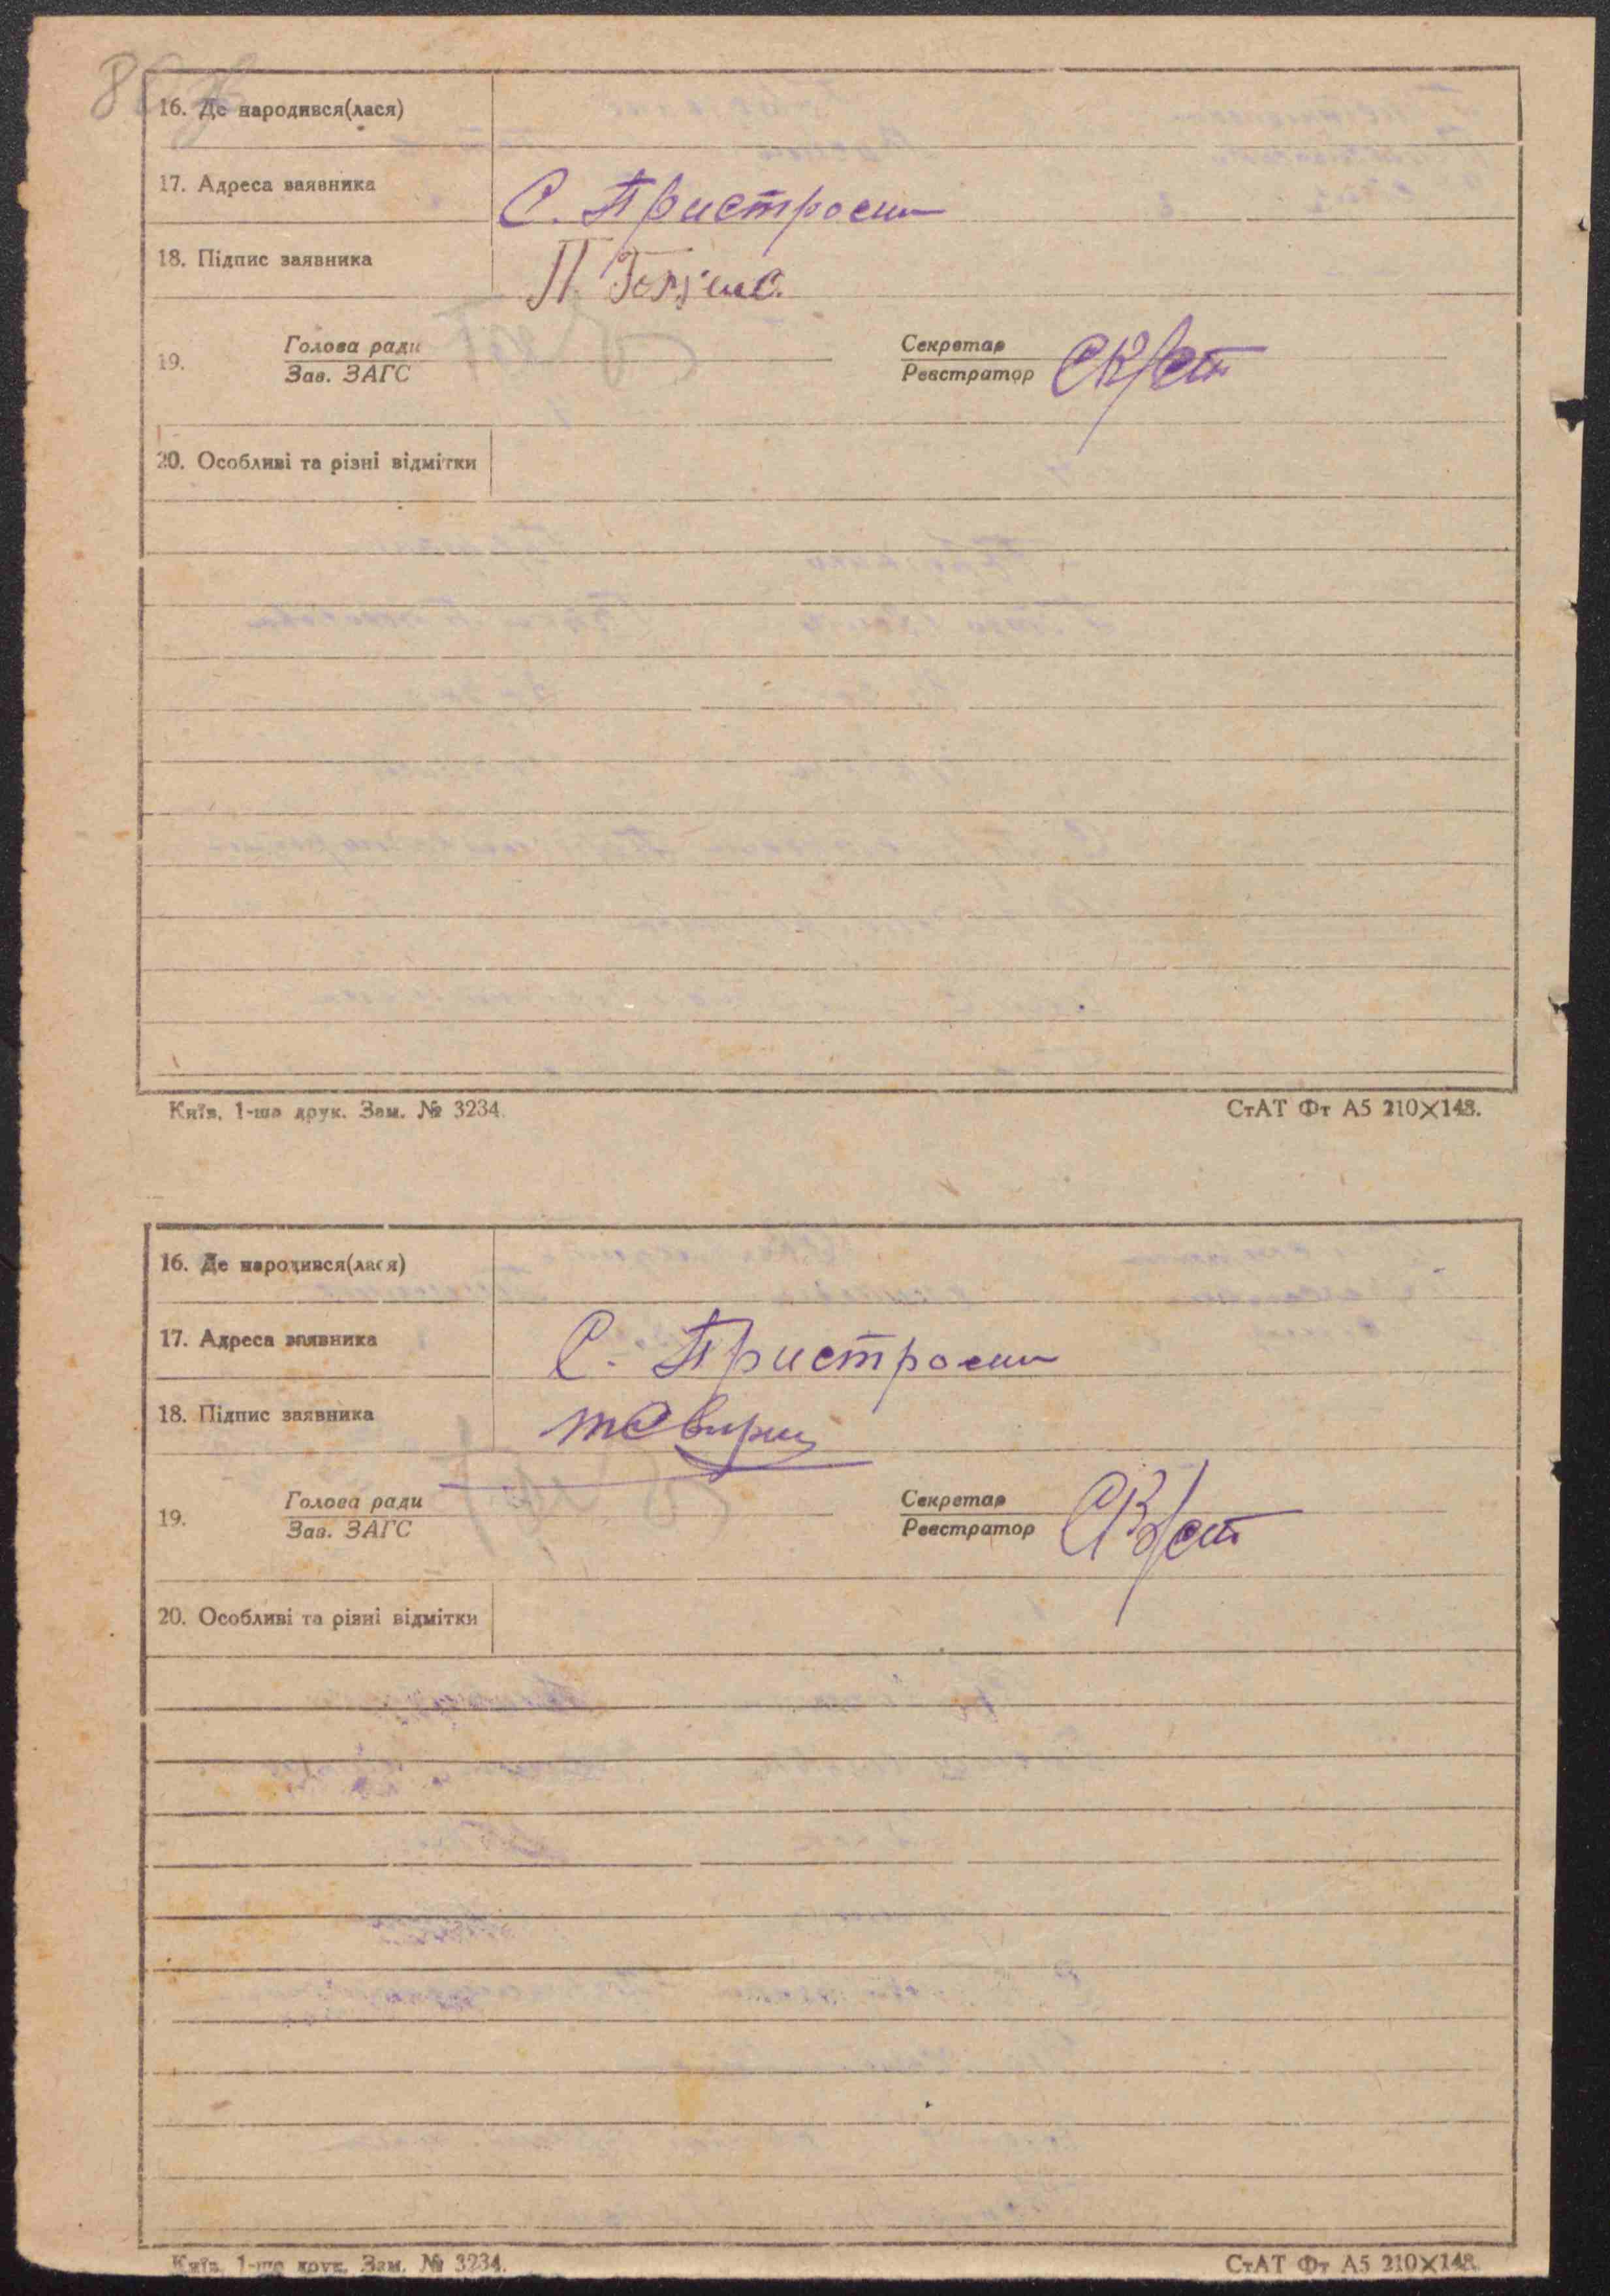 16. Де народився(лася)
17. Адреса заявника С. Пристроми
18. Підпис заявника П.
19. Голова ради Секретар
Зав. ЗАГС Реєстратор
20. Особливі та різні відмітки
Київ, 1-ша друк. Зам. № 3234. СтАТ Фт А5 210×148.
16. Де народився(лася)
17. Адреса заявника С. Пристроми
18. Підпис заявника
19. Голова ради Секретар
Зав. ЗАГС Реєстратор
20. Особливі та різні відмітки
Київ, 1-ша друк. Зам. № 3234. СтАТ Фт А5 210×148.